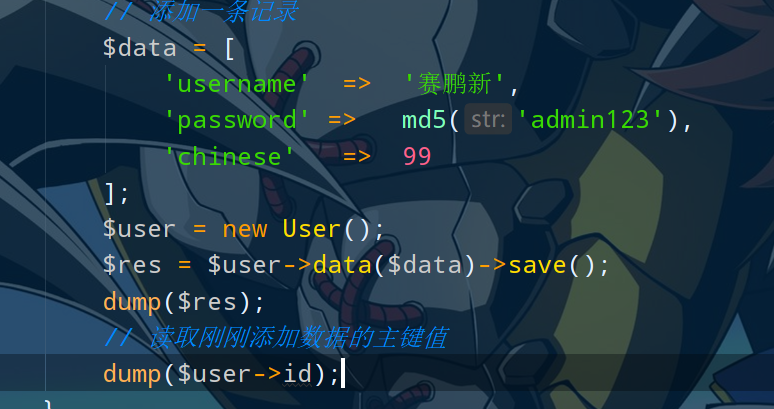 // 添加一条记录
$data = [
'username' => '赛鹏新',
'password' => md5( str: 'admin123'),
'chinese' => 99
];
$user = new User();
$res = $user->data($data)->save();
dump($res);
// 读取刚刚添加数据的主键值
dump($user->id);
}